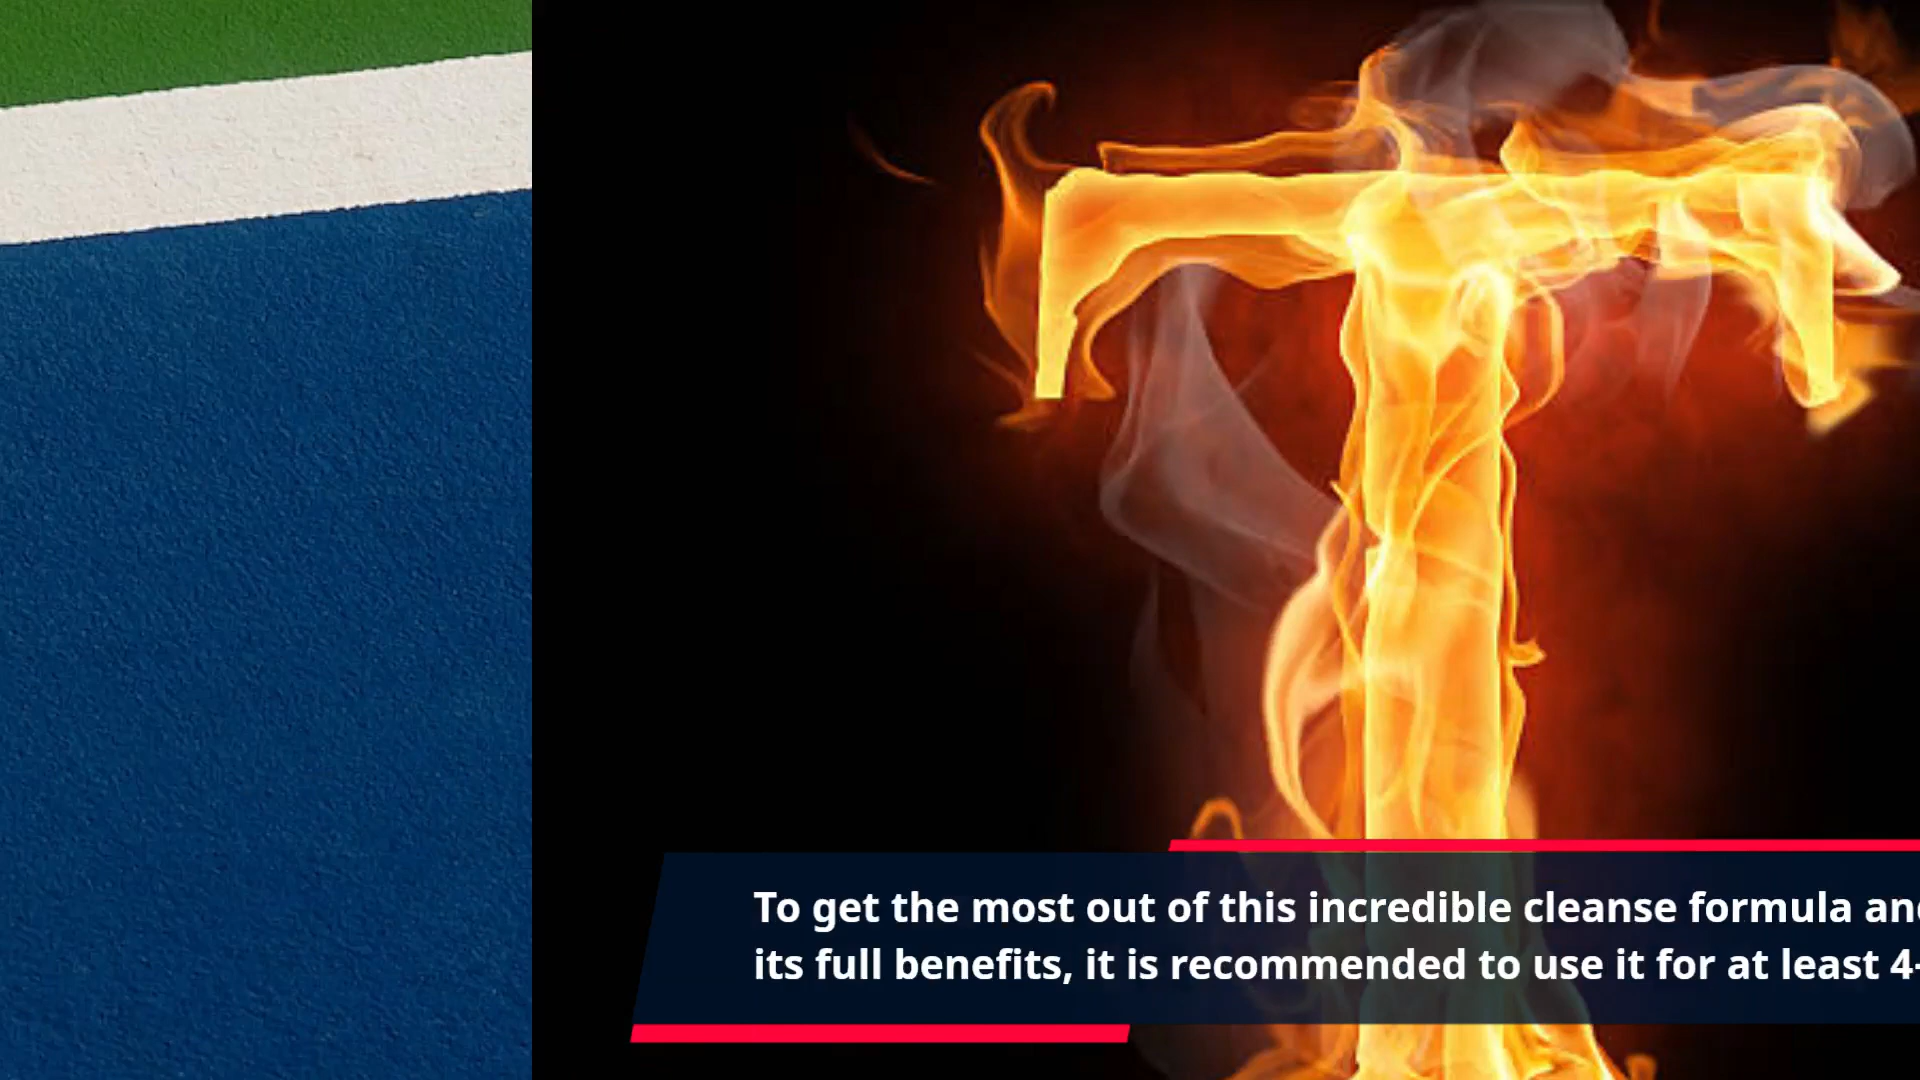 T
To get the most out of this incredible cleanse formula and
its full benefits, it is recommended to use it for at least 4-